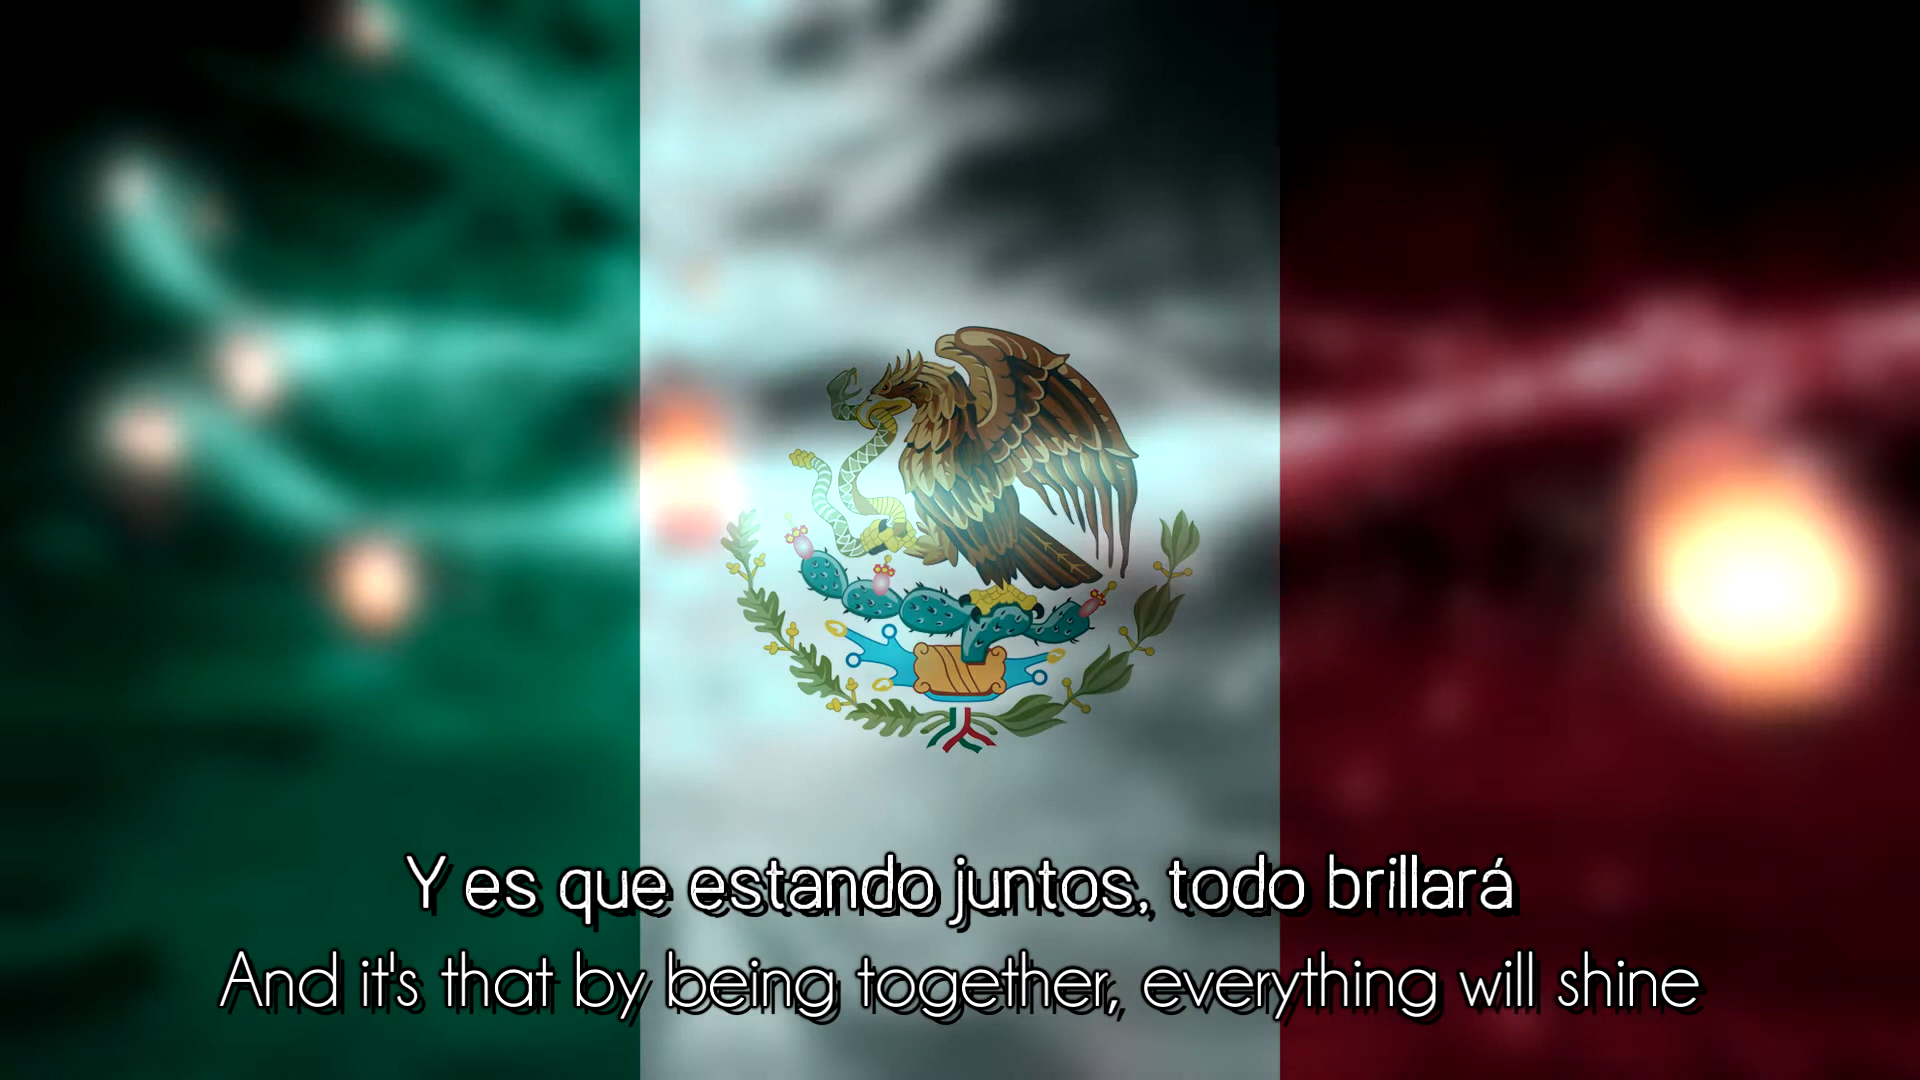 Y es que estando juntos, todo brillará
And it's that by being together, everything will shine